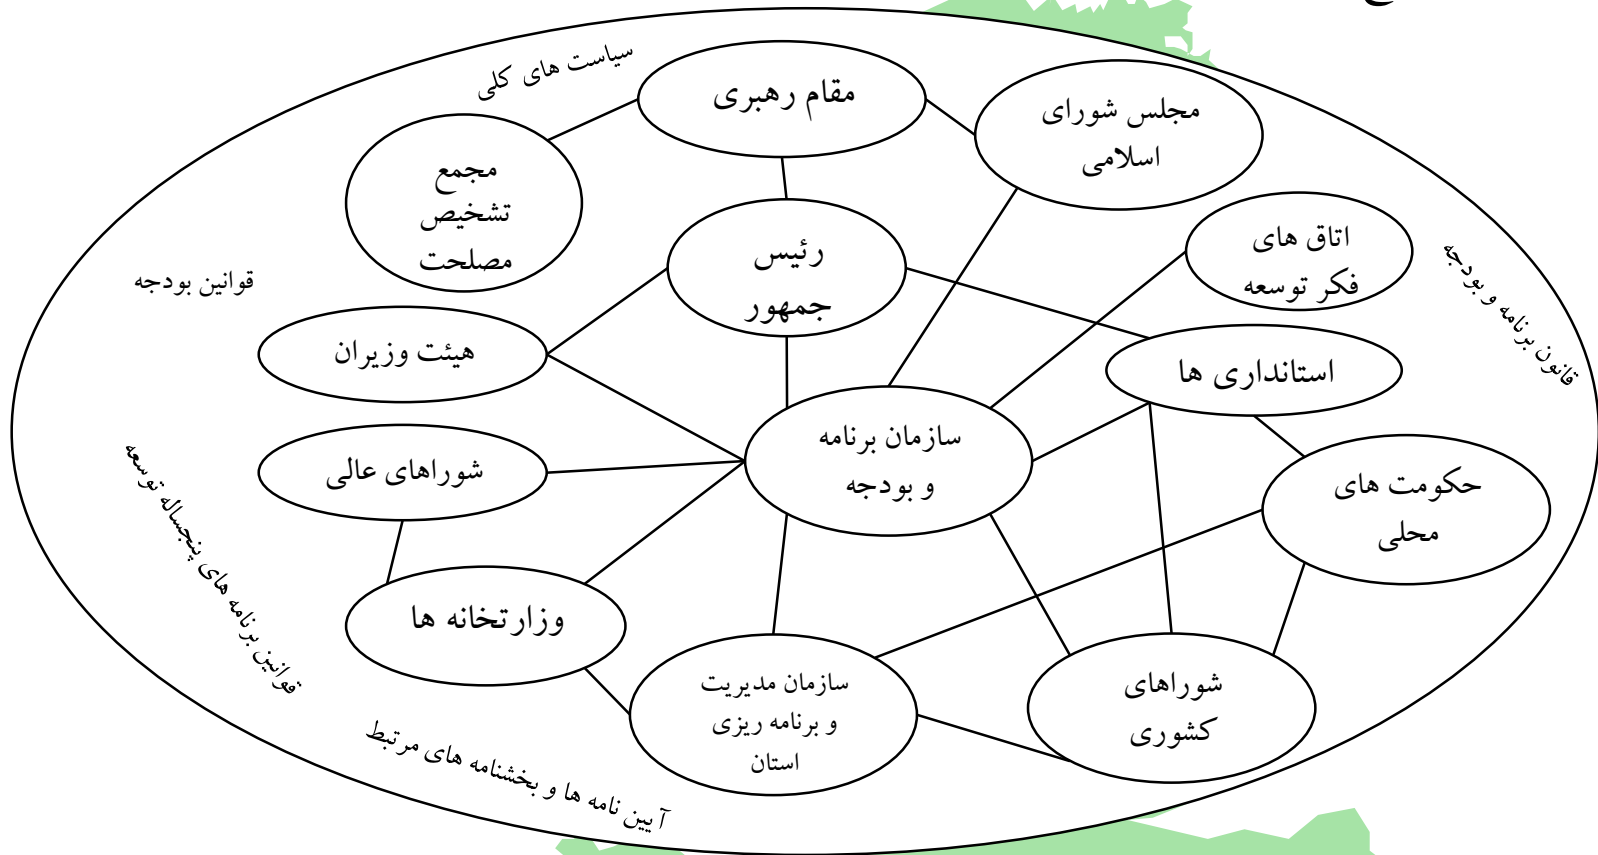 سیاست های کلی
مقام رهبری
مجلس شورای
اسلامی
مجمع
تشخیص
مصلحت
رئیس
جمهور
اتاق های
فکر توسعه
قانون برنامه و بودجه
قوانین بودجه
هیئت وزیران
استانداری ها
سازمان برنامه
و بودجه
شوراهای عالی
حکومت های
محلی
قوانین برنامه های پنجساله توسعه
وزارتخانه ها
سازمان مدیریت
و برنامه ریزی
استان
شوراهای
کشوری
آیین نامه ها و بخشنامه های مرتبط